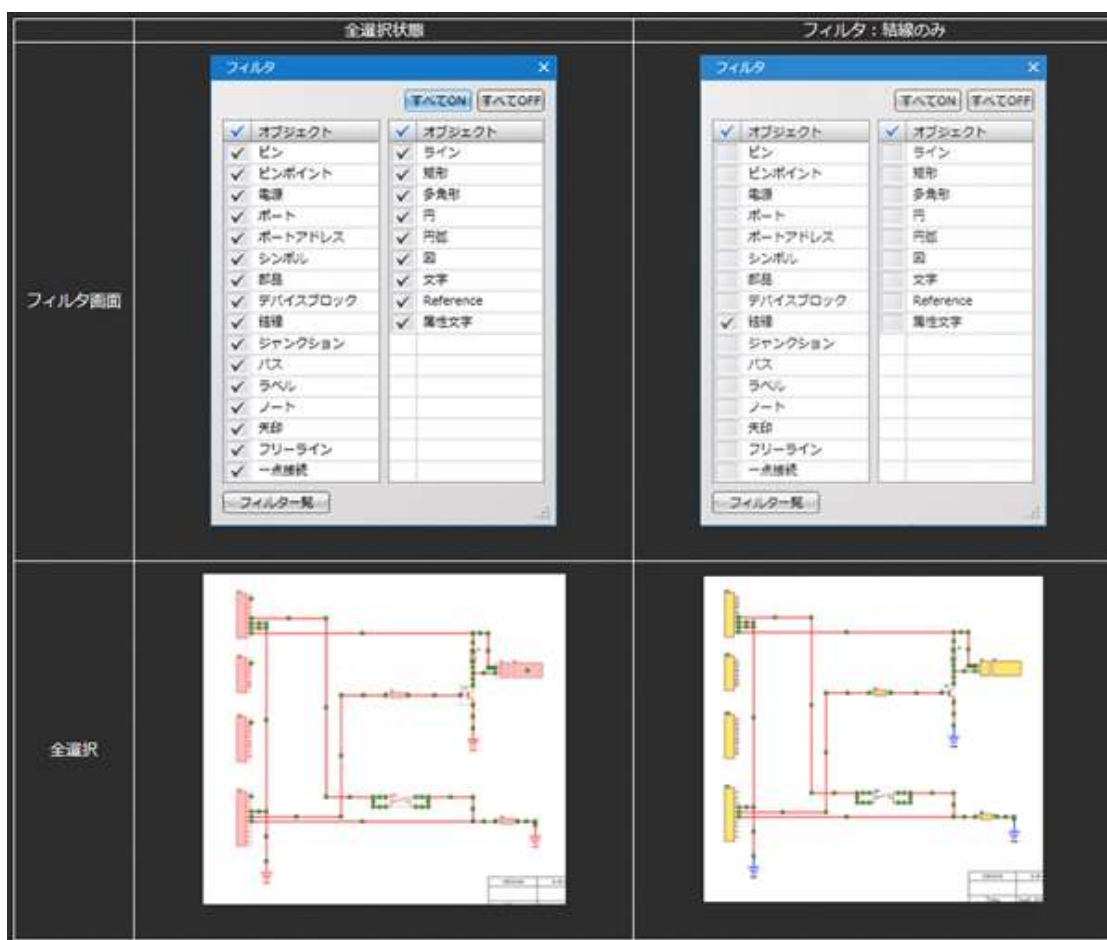 全選択状態
フィルタ：結線のみ
フィルタ画面
フィルタ ×
すべてON すべてOFF
オブジェクト オブジェクト
ピン ライン
ピンポイント 矩形
電源 多角形
ポート 円
ポートアドレス 円弧
シンボル 図
部品 文字
デバイスブロック Reference
結線 属性文字
ジャンクション
バス
ラベル
ノート
矢印
フリーライン
一点接続
フィルタ一覧
フィルタ ×
すべてON すべてOFF
オブジェクト オブジェクト
ピン ライン
ピンポイント 矩形
電源 多角形
ポート 円
ポートアドレス 円弧
シンボル 図
部品 文字
デバイスブロック Reference
結線 属性文字
ジャンクション
バス
ラベル
ノート
矢印
フリーライン
一点接続
フィルタ一覧
全選択